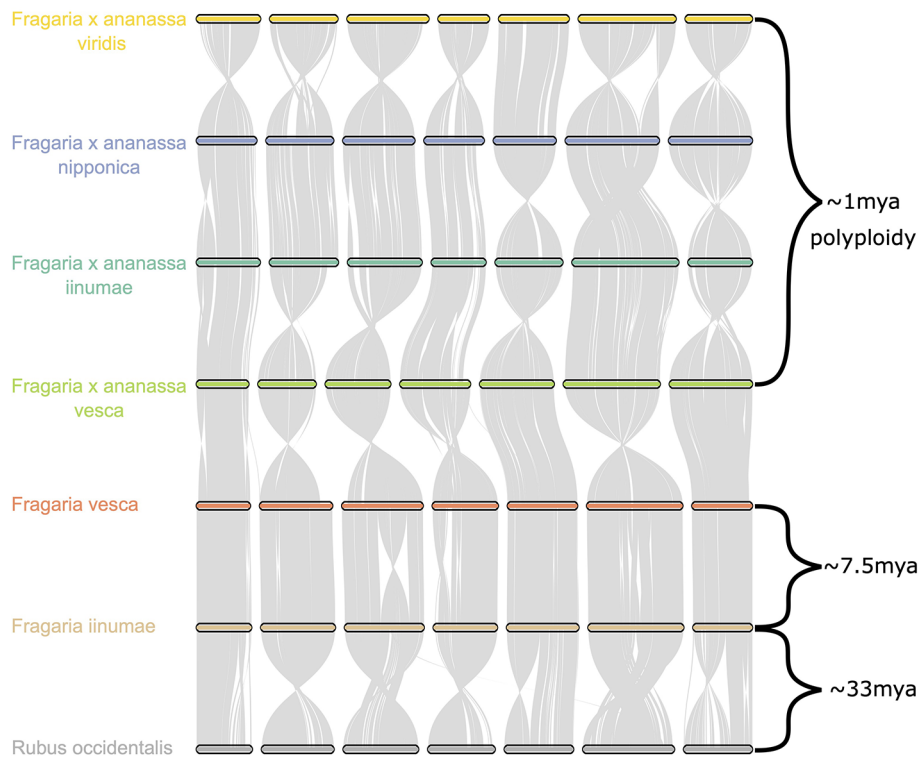 Fragaria x ananassa
viridis
Fragaria x ananassa
nipponica
~1mya
polyploidy
Fragaria x ananassa
iinumae
Fragaria x ananassa
vesca
Fragaria vesca
~7.5mya
Fragaria iinumae
~33mya
Rubus occidentalis